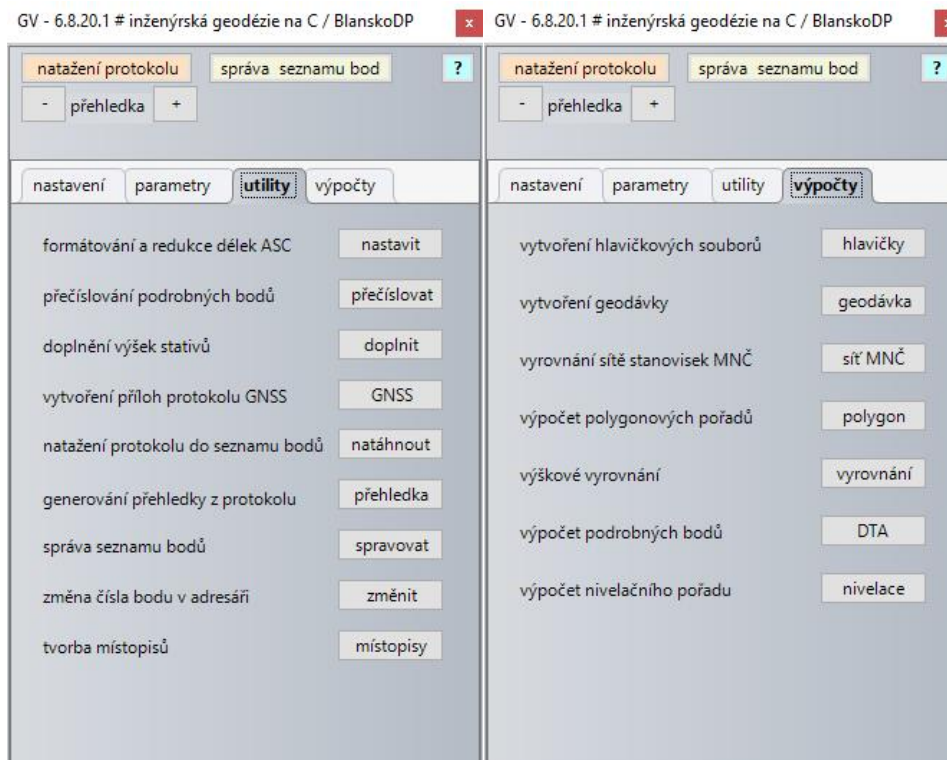 GV - 6.8.20.1 # inženýrská geodézie na C / BlanskoDP x
natažení protokolu správa seznamu bod ?
- přehledka +
nastavení parametry utility výpočty
formátování a redukce délek ASC nastavit
přečíslování podrobných bodů přečíslovat
doplnění výšek stativů doplnit
vytvoření příloh protokolu GNSS GNSS
natažení protokolu do seznamu bodů natáhnout
generování přehledky z protokolu přehledka
správa seznamu bodů spravovat
změna čísla bodu v adresáři změnit
tvorba místopisů místopisy
GV - 6.8.20.1 # inženýrská geodézie na C / BlanskoDP x
natažení protokolu správa seznamu bod ?
- přehledka +
nastavení parametry utility výpočty
vytvoření hlavičkových souborů hlavičky
vytvoření geodávky geodávka
vyrovnání sítě stanovisek MNČ síť MNČ
výpočet polygonových pořadů polygon
výškové vyrovnání vyrovnání
výpočet podrobných bodů DTA
výpočet nivelačního pořadu nivelace